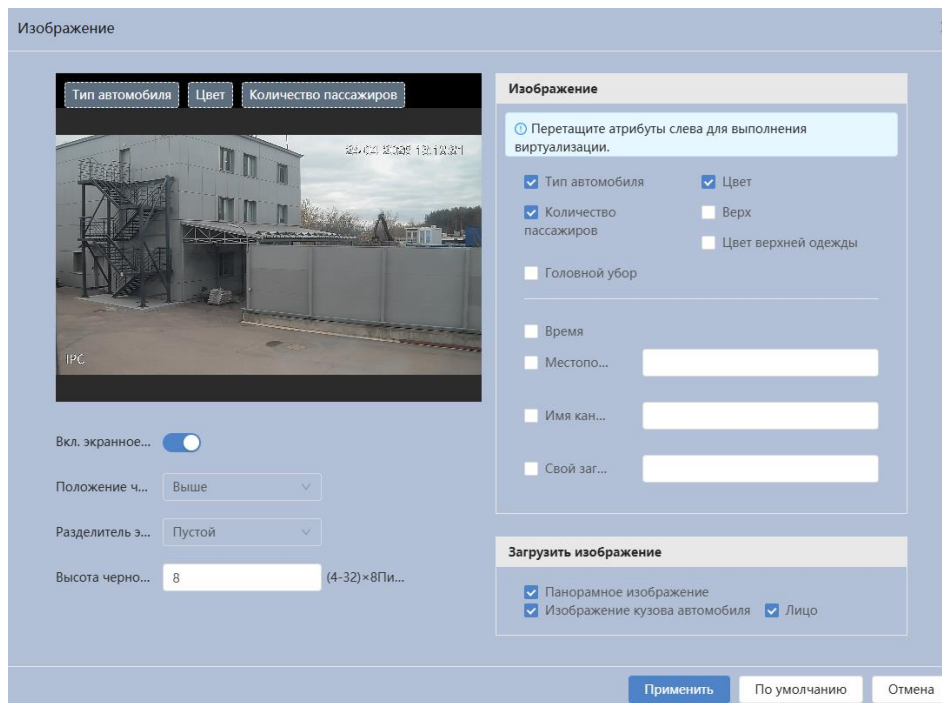 Изображение
Тип автомобиля Цвет Количество пассажиров
IPC
Вкл. экранное...
Положение ч... Выше
Разделитель э... Пустой
Высота черно... 8 (4-32)×8Пи...
Изображение
Перетащите атрибуты слева для выполнения
виртуализации.
Тип автомобиля Цвет
Количество
пассажиров
Верх
Цвет верхней одежды
Головной убор
Время
Местопо...
Имя кан...
Свой заг...
Загрузить изображение
Панорамное изображение
Изображение кузова автомобиля Лицо
Применить По умолчанию Отмена